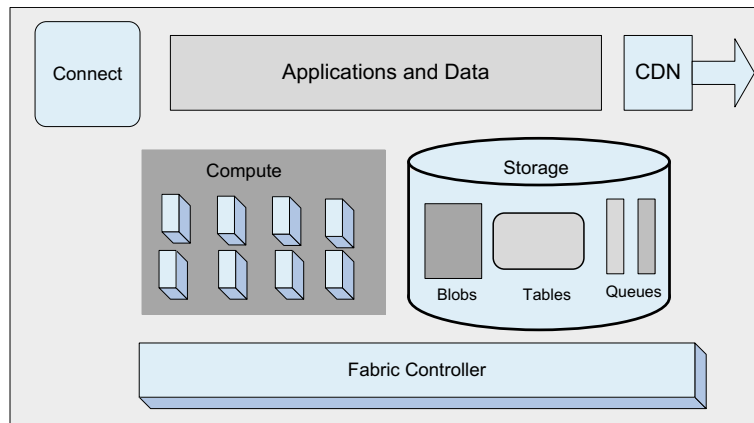 Connect
Applications and Data
CDN
Compute
Storage
Blobs
Tables
Queues
Fabric Controller